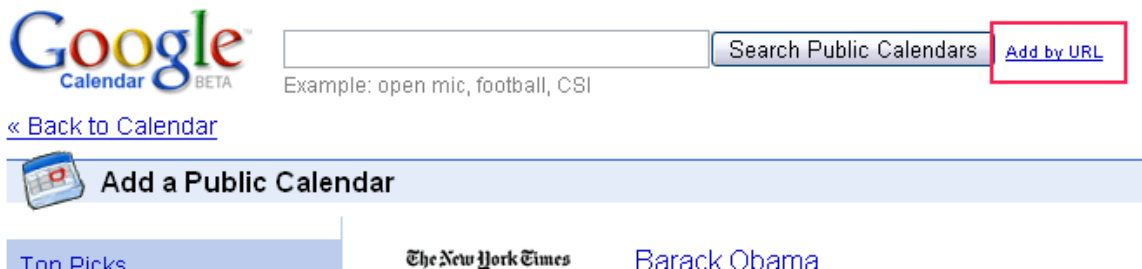 Google
Calendar BETA
Search Public Calendars
Add by URL
Example: open mic, football, CSI
« Back to Calendar
Add a Public Calendar
Top Picks
The New York Times
Barack Obama